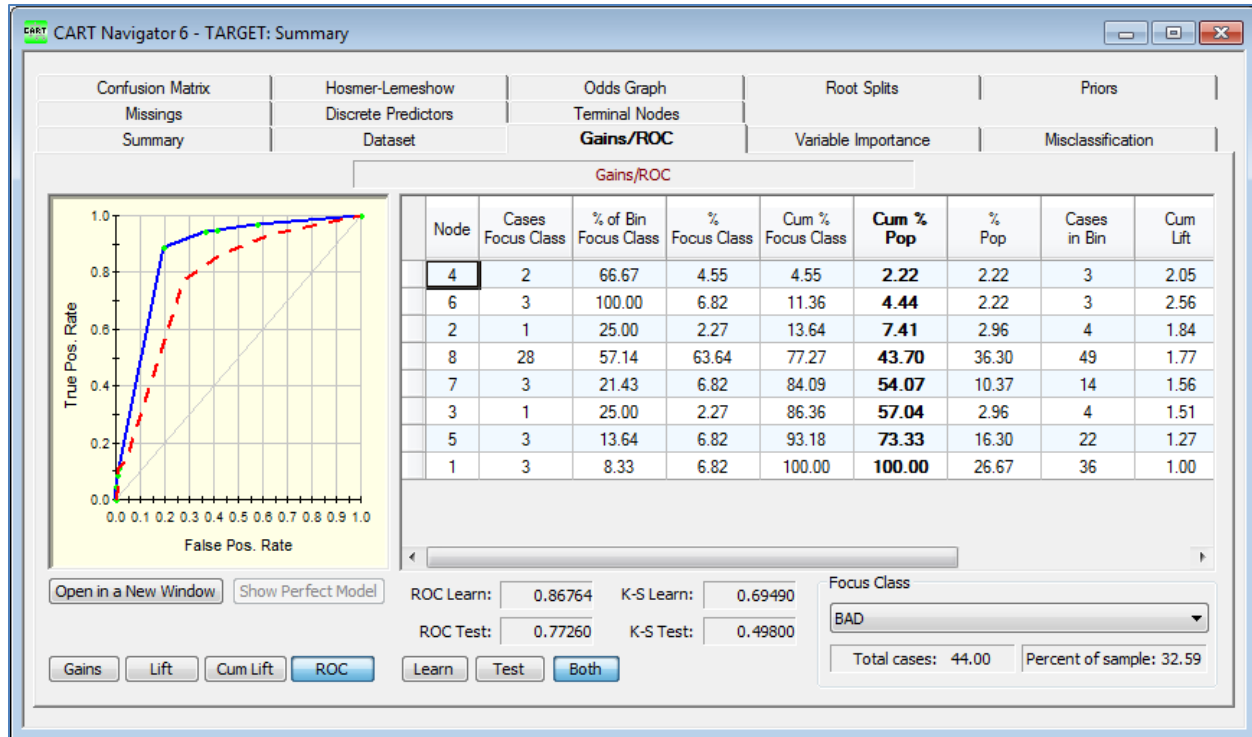 CART CART Navigator 6 - TARGET: Summary
Confusion Matrix Hosmer-Lemeshow Odds Graph Root Splits Priors
Missings Discrete Predictors Terminal Nodes
Summary Dataset Gains/ROC Variable Importance Misclassification
Gains/ROC
True Pos. Rate
1.0
0.8
0.6
0.4
0.2
0.0
0.0 0.1 0.2 0.3 0.4 0.5 0.6 0.7 0.8 0.9 1.0
False Pos. Rate
Node Cases Focus Class % of Bin Focus Class % Focus Class Cum % Focus Class Cum % Pop % Pop Cases in Bin Cum Lift
4 2 66.67 4.55 4.55 2.22 2.22 3 2.05
6 3 100.00 6.82 11.36 4.44 2.22 3 2.56
2 1 25.00 2.27 13.64 7.41 2.96 4 1.84
8 28 57.14 63.64 77.27 43.70 36.30 49 1.77
7 3 21.43 6.82 84.09 54.07 10.37 14 1.56
3 1 25.00 2.27 86.36 57.04 2.96 4 1.51
5 3 13.64 6.82 93.18 73.33 16.30 22 1.27
1 3 8.33 6.82 100.00 100.00 26.67 36 1.00
Open in a New Window Show Perfect Model
ROC Learn: 0.86764 K-S Learn: 0.69490
ROC Test: 0.77260 K-S Test: 0.49800
Focus Class
BAD
Total cases: 44.00 Percent of sample: 32.59
Gains Lift Cum Lift ROC Learn Test Both